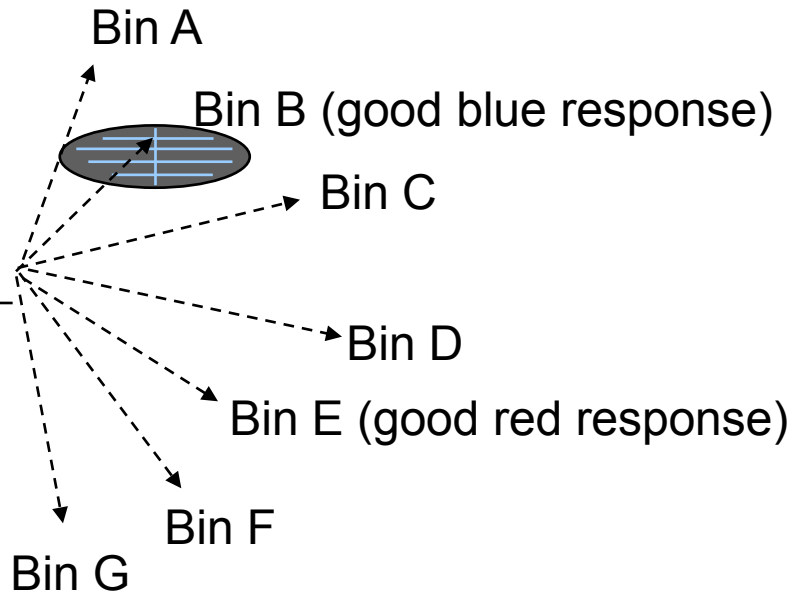 Bin A
Bin B (good blue response)
Bin C
Bin D
Bin E (good red response)
Bin F
Bin G